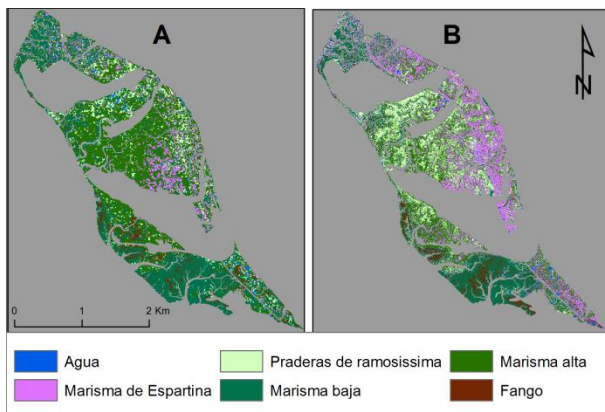 A
B
N
0 1 2 Km
Agua
Praderas de ramosissima
Marisma alta
Marisma de Espartina
Marisma baja
Fango